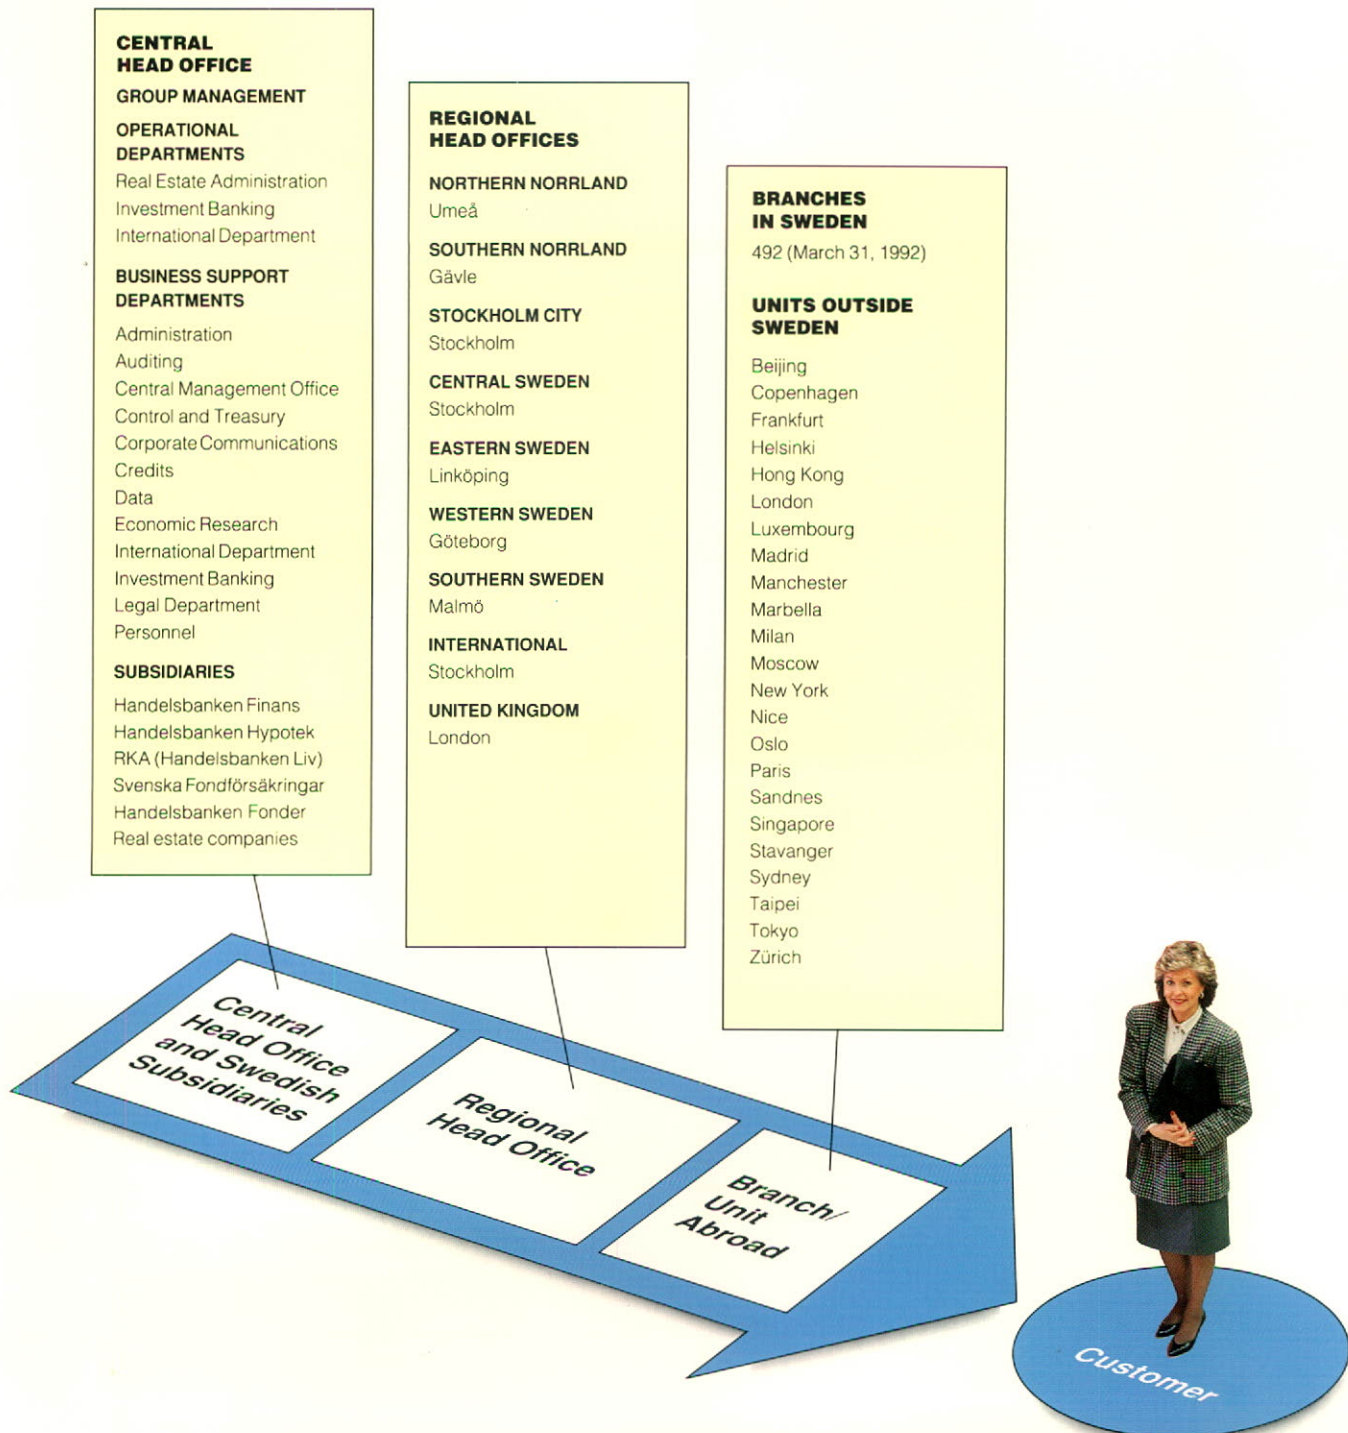 CENTRAL
HEAD OFFICE
GROUP MANAGEMENT
OPERATIONAL
DEPARTMENTS
Real Estate Administration
Investment Banking
International Department
BUSINESS SUPPORT
DEPARTMENTS
Administration
Auditing
Central Management Office
Control and Treasury
Corporate Communications
Credits
Data
Economic Research
International Department
Investment Banking
Legal Department
Personnel
SUBSIDIARIES
Handelsbanken Finans
Handelsbanken Hypotek
RKA (Handelsbanken Liv)
Svenska Fondförsäkringar
Handelsbanken Fonder
Real estate companies
REGIONAL
HEAD OFFICES
NORTHERN NORRLAND
Umeå
SOUTHERN NORRLAND
Gävle
STOCKHOLM CITY
Stockholm
CENTRAL SWEDEN
Stockholm
EASTERN SWEDEN
Linköping
WESTERN SWEDEN
Göteborg
SOUTHERN SWEDEN
Malmö
INTERNATIONAL
Stockholm
UNITED KINGDOM
London
BRANCHES
IN SWEDEN
492 (March 31, 1992)
UNITS OUTSIDE
SWEDEN
Beijing
Copenhagen
Frankfurt
Helsinki
Hong Kong
London
Luxembourg
Madrid
Manchester
Marbella
Milan
Moscow
New York
Nice
Oslo
Paris
Sandnes
Singapore
Stavanger
Sydney
Taipei
Tokyo
Zürich
Central
Head Office
and Swedish
Subsidiaries
Regional
Head Office
Branch/
Unit
Abroad
Customer